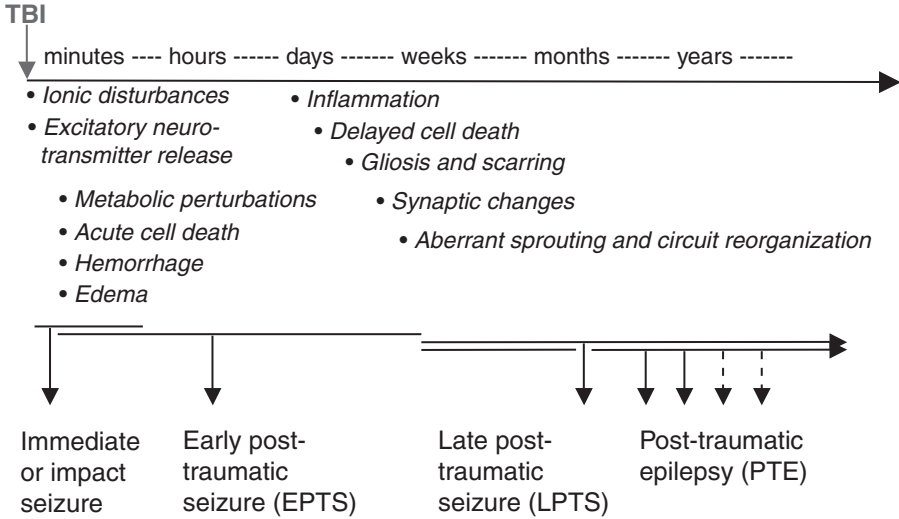 TBI
minutes ---- hours ------ days ------- weeks ------- months ------- years -------
• Ionic disturbances
• Excitatory neuro-
transmitter release
• Metabolic perturbations
• Acute cell death
• Hemorrhage
• Edema
• Inflammation
• Delayed cell death
• Gliosis and scarring
• Synaptic changes
• Aberrant sprouting and circuit reorganization
Immediate
or impact
seizure
Early post-
traumatic
seizure (EPTS)
Late post-
traumatic
seizure (LPTS)
Post-traumatic
epilepsy (PTE)